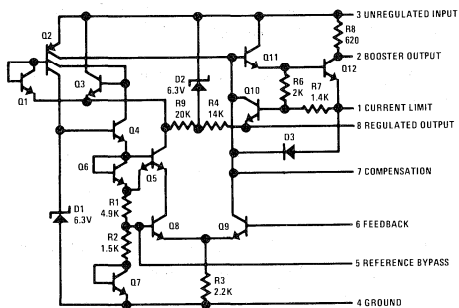 3 UNREGULATED INPUT
Q2
R8
620
Q11
2 BOOSTER OUTPUT
Q12
Q3
D2
6.3V
Q10
R6
2K
R7
1.4K
Q1
1 CURRENT LIMIT
R9
20K
R4
14K
8 REGULATED OUTPUT
Q4
D3
Q6
Q5
7 COMPENSATION
R1
4.9K
D1
6.3V
Q8
Q9
6 FEEDBACK
R2
1.5K
5 REFERENCE BYPASS
Q7
R3
2.2K
4 GROUND